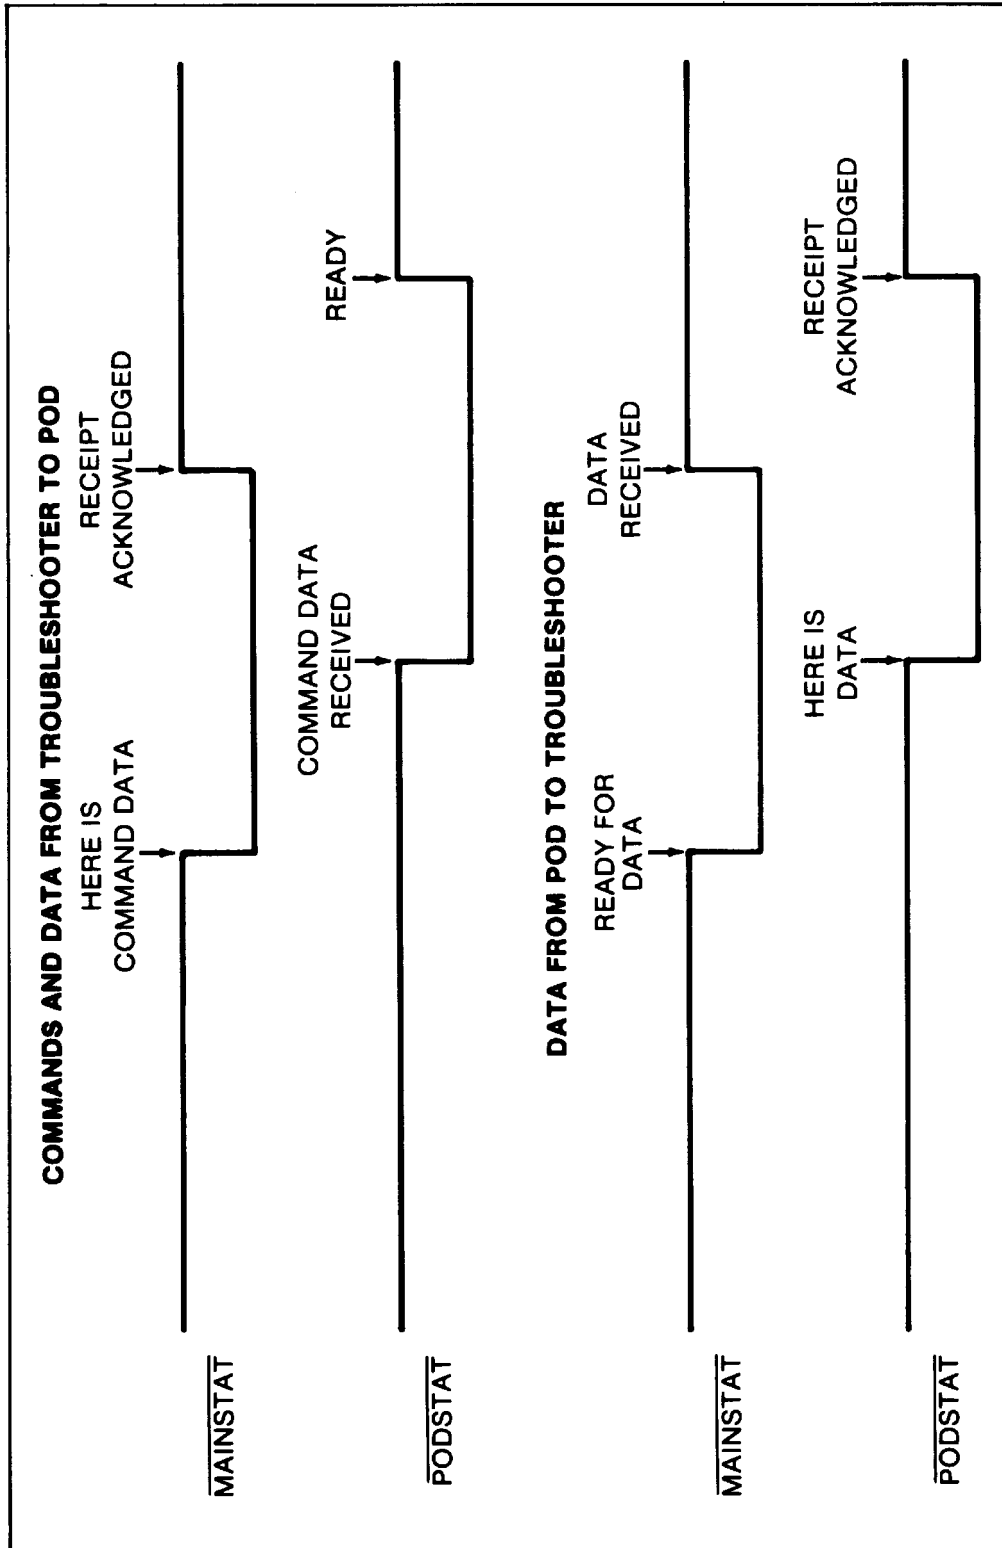 COMMANDS AND DATA FROM TROUBLESHOOTER TO POD
HERE IS
COMMAND DATA
RECEIPT
ACKNOWLEDGED
MAINSTAT
COMMAND DATA
RECEIVED
READY
PODSTAT
DATA FROM POD TO TROUBLESHOOTER
READY FOR
DATA
DATA
RECEIVED
MAINSTAT
HERE IS
DATA
RECEIPT
ACKNOWLEDGED
PODSTAT